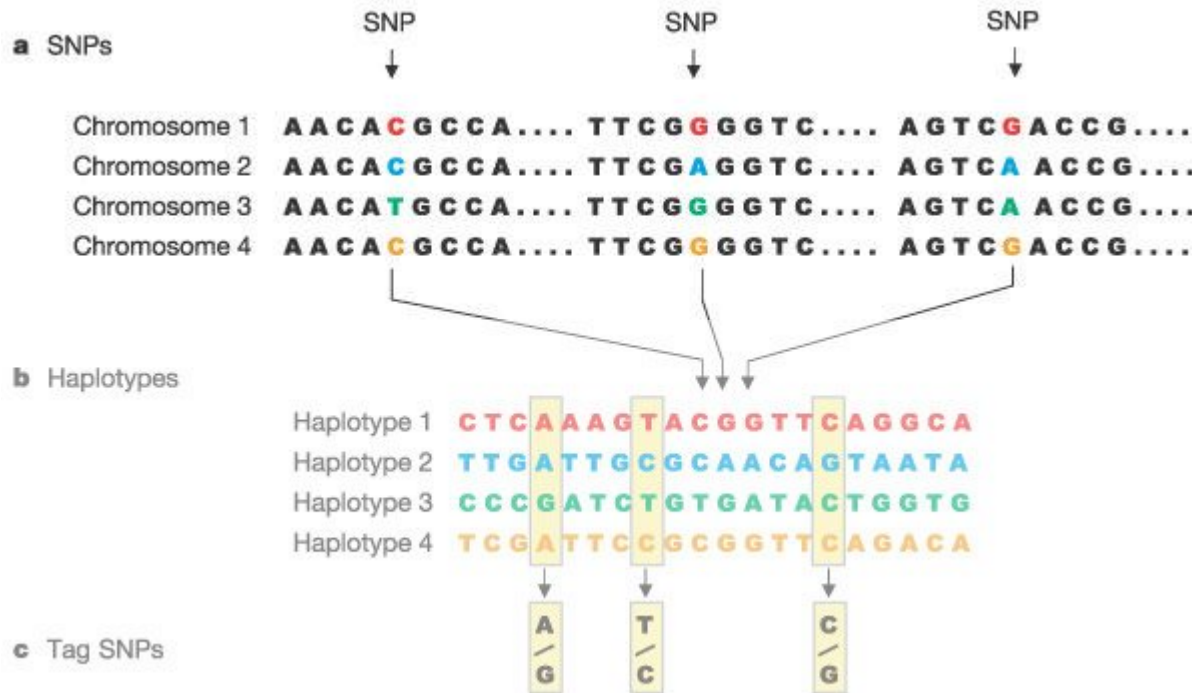 SNP SNP SNP
a SNPs
Chromosome 1 AACACGCCA.... TTCGGGGTC.... AGTCGACCG....
Chromosome 2 AACACGCCA.... TTCGAGGTC.... AGTCAACCG....
Chromosome 3 AACATGCCA.... TTCGGGGTC.... AGTCAACCG....
Chromosome 4 AACACGCCA.... TTCGGGGTC.... AGTCGACCG....
b Haplotypes
Haplotype 1 CTCAAAGTACGGTTCAGGCA
Haplotype 2 TTGATTGCGCAACAGTAATA
Haplotype 3 CCCGATCTGTGATACTGGTG
Haplotype 4 TCGATTCCGCGGTTCAGACA
c Tag SNPs A/G T/C C/G